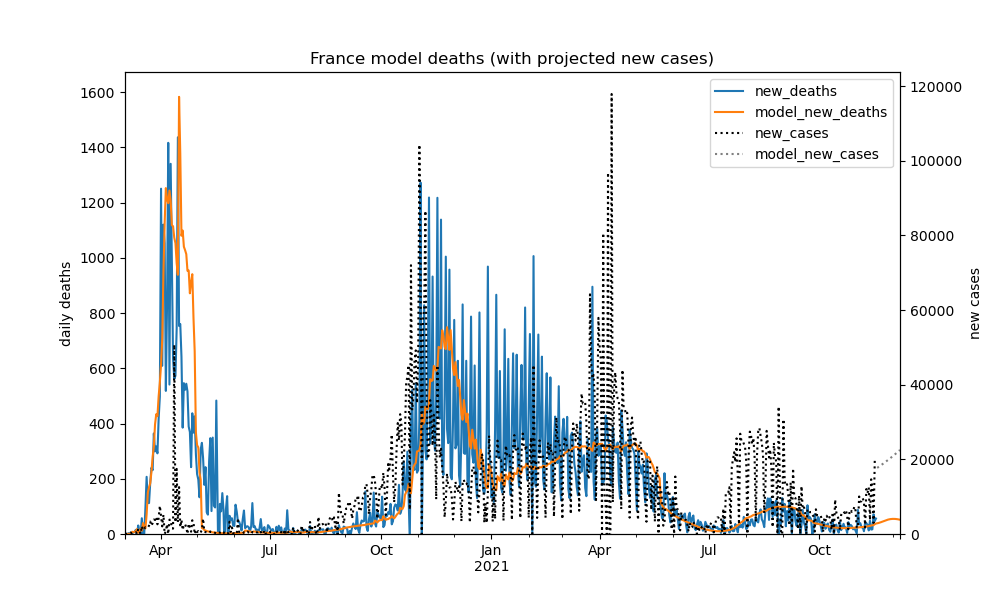 France model deaths (with projected new cases)
new_deaths
model_new_deaths
new_cases
model_new_cases
daily deaths
new cases
1600
1400
1200
1000
800
600
400
200
0
120000
100000
80000
60000
40000
20000
0
Apr Jul Oct Jan Apr Jul Oct
2021